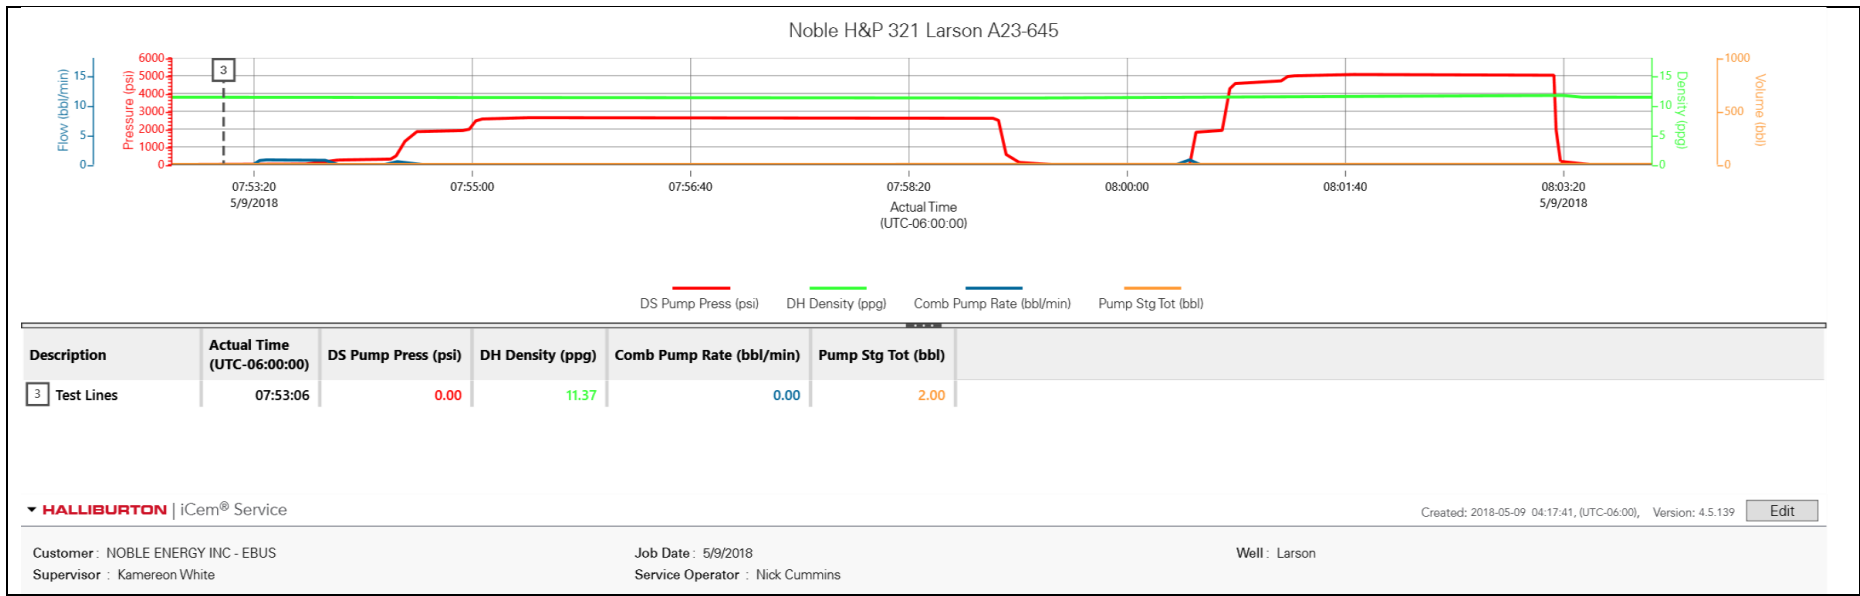 Noble H&P 321 Larson A23-645
Flow (bbl/min)
15
10
5
0
Pressure (psi)
6000
5000
4000
3000
2000
1000
0
3
15
10
5
0
Density (ppg)
1000
500
0
Volume (bbl)
07:53:20 07:55:00 07:56:40 07:58:20 08:00:00 08:01:40 08:03:20
5/9/2018 5/9/2018
Actual Time
(UTC-06:00:00)
DS Pump Press (psi) DH Density (ppg) Comb Pump Rate (bbl/min) Pump Stg Tot (bbl)
Description Actual Time (UTC-06:00:00) DS Pump Press (psi) DH Density (ppg) Comb Pump Rate (bbl/min) Pump Stg Tot (bbl)
3 Test Lines 07:53:06 0.00 11.37 0.00 2.00
HALLIBURTON | iCem® Service Created: 2018-05-09 04:17:41, (UTC-06:00), Version: 4.5.139 Edit
Customer : NOBLE ENERGY INC - EBUS Job Date : 5/9/2018 Well : Larson
Supervisor : Kamereon White Service Operator : Nick Cummins